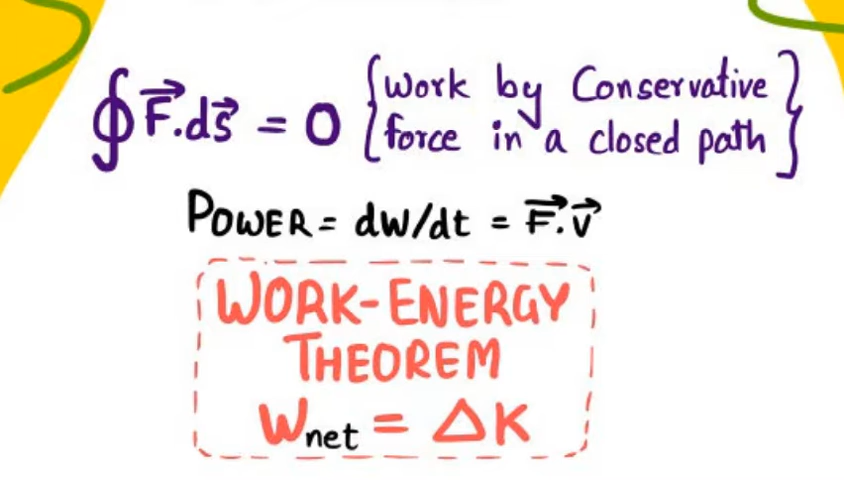 ∮F⃗.ds⃗ = 0 {Work by Conservative
force in a closed path}
POWER = dW/dt = F⃗.v⃗
WORK-ENERGY
THEOREM
Wnet = ΔK